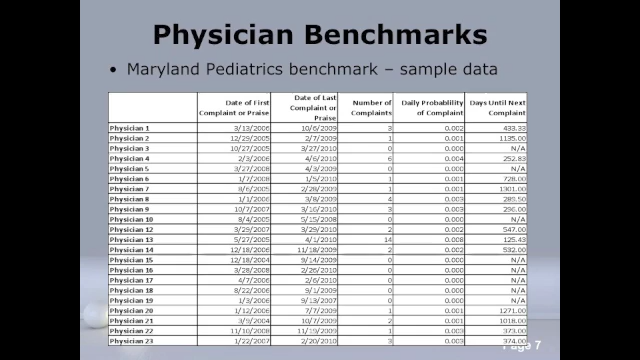 Physician Benchmarks
• Maryland Pediatrics benchmark – sample data
Date of First Complaint or Praise Date of Last Complaint or Praise Number of Complaints Daily Probablility of Complaint Days Until Next Complaint
Physician 1 3/13/2006 10/6/2009 3 0.002 433.33
Physician 2 12/29/2005 2/7/2009 1 0.001 1135.00
Physician 3 10/27/2005 3/27/2010 0 0.000 N/A
Physician 4 2/3/2006 4/6/2010 6 0.004 252.83
Physician 5 3/27/2008 4/3/2009 0 0.000 N/A
Physician 6 1/7/2008 1/5/2010 1 0.001 728.00
Physician 7 8/6/2005 2/28/2009 1 0.001 1301.00
Physician 8 1/1/2006 3/8/2009 4 0.003 289.50
Physician 9 10/7/2007 3/16/2010 3 0.003 296.00
Physician 10 8/4/2005 5/15/2008 0 0.000 N/A
Physician 12 3/29/2007 3/29/2010 2 0.002 547.00
Physician 13 5/27/2005 4/1/2010 14 0.008 125.43
Physician 14 12/18/2006 11/18/2009 2 0.002 532.00
Physician 15 12/18/2004 9/14/2009 0 0.000 N/A
Physician 16 3/28/2008 2/26/2010 0 0.000 N/A
Physician 17 4/7/2006 2/6/2010 0 0.000 N/A
Physician 18 8/22/2006 9/1/2009 0 0.000 N/A
Physician 19 1/3/2006 9/13/2007 0 0.000 N/A
Physician 20 1/12/2006 7/7/2009 1 0.001 1271.00
Physician 21 3/9/2004 10/7/2009 2 0.001 1018.00
Physician 22 11/10/2008 11/19/2009 1 0.003 373.00
Physician 23 1/22/2007 2/20/2010 3 0.003 374.00
Page 7